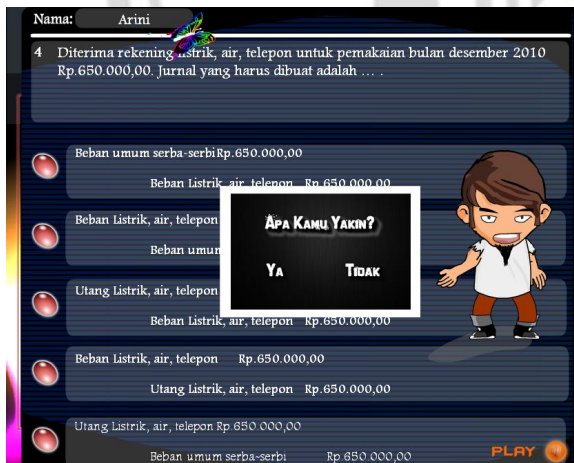 Nama: Arini
4 Diterima rekening listrik, air, telepon untuk pemakaian bulan desember 2010
Rp.650.000,00. Jurnal yang harus dibuat adalah ... .
Beban umum serba-serbi Rp.650.000,00
Beban Listrik, air, telepon Rp.650.000,00
Beban Listrik, air, telepon
Beban umum
Utang Listrik, air, telepon
Beban Listrik, air, telepon Rp.650.000,00
Beban Listrik, air, telepon Rp.650.000,00
Utang Listrik, air, telepon Rp.650.000,00
Utang Listrik, air, telepon Rp.650.000,00
Beban umum serba-serbi Rp.650.000,00
APA KAMU YAKIN?
YA TIDAK
PLAY